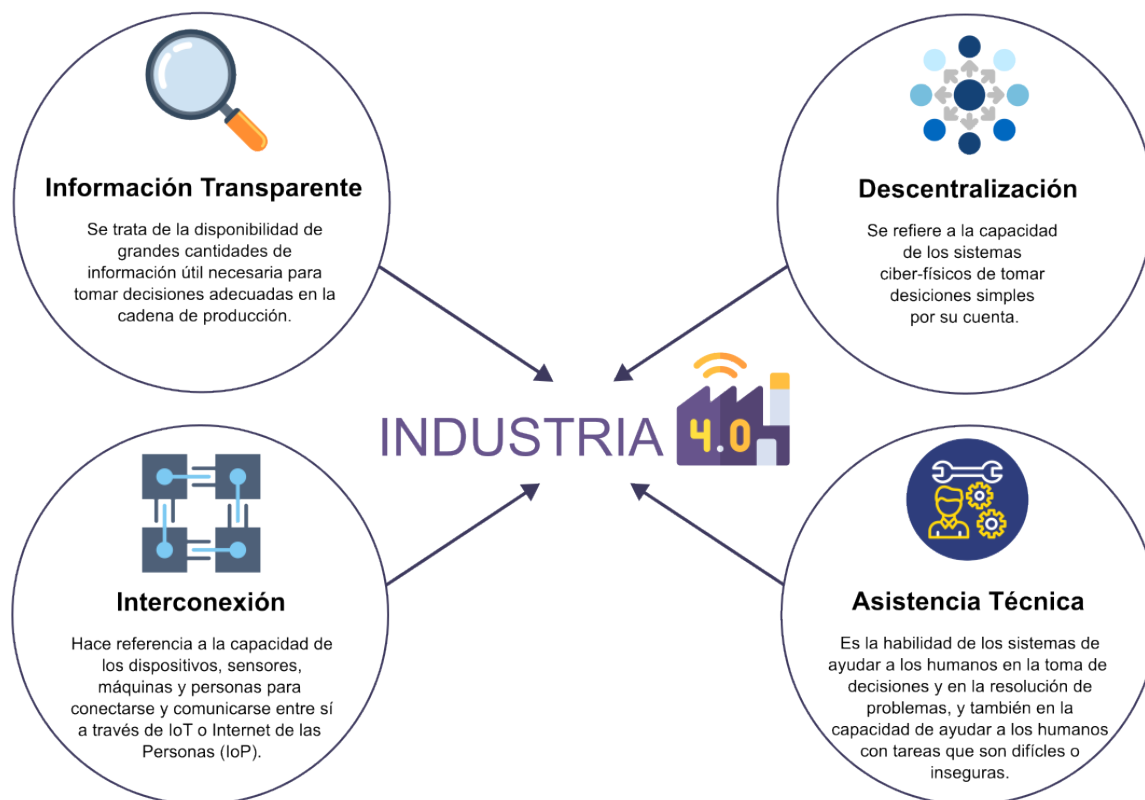 Información Transparente
Se trata de la disponibilidad de
grandes cantidades de
información útil necesaria para
tomar decisiones adecuadas en la
cadena de producción.
Descentralización
Se refiere a la capacidad
de los sistemas
ciber-físicos de tomar
desiciones simples
por su cuenta.
INDUSTRIA 4.0
Interconexión
Hace referencia a la capacidad de
los dispositivos, sensores,
máquinas y personas para
conectarse y comunicarse entre sí
a través de IoT o Internet de las
Personas (IoP).
Asistencia Técnica
Es la habilidad de los sistemas de
ayudar a los humanos en la toma de
decisiones y en la resolución de
problemas, y también en la
capacidad de ayudar a los humanos
con tareas que son difíciles o
inseguras.